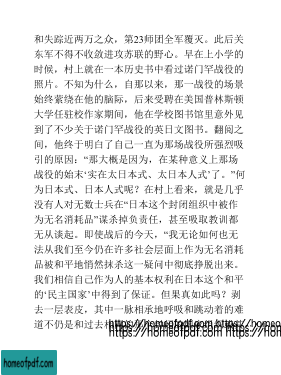 和失踪近两万之众，第23师团全军覆灭。此后关
东军不得不收敛进攻苏联的野心。早在上小学的
时候，村上就在一本历史书中看过诺门罕战役的
照片。不知为什么，自那以来，那一战役的场景
始终萦绕在他的脑际，后来受聘在美国普林斯顿
大学任驻校作家期间，他在学校图书馆里意外见
到了不少关于诺门罕战役的英日文图书。翻阅之
间，他终于明白了自己一直为那场战役所强烈吸
引的原因：“那大概是因为，在某种意义上那场
战役的始末‘实在太日本式、太日本人式’了。”何
为日本式、日本人式呢？在村上看来，就是几乎
没有人对无数士兵在“日本这个封闭组织中被作
为无名消耗品”谋杀掉负责任，甚至吸取教训都
无从谈起。即使战后的今天，“我无论如何也无
法从我们至今仍在许多社会层面上作为无名消耗
品被和平地悄然抹杀这一疑问中彻底挣脱出来。
我们相信自己作为人的基本权利在日本这个和平
的‘民主国家’中得到了保证。但果真如此吗？剥
去一层表皮，其中一脉相承地呼吸和跳动着的难
道不仍是和过去
https://homeofpdf.com
homeofpdf.com